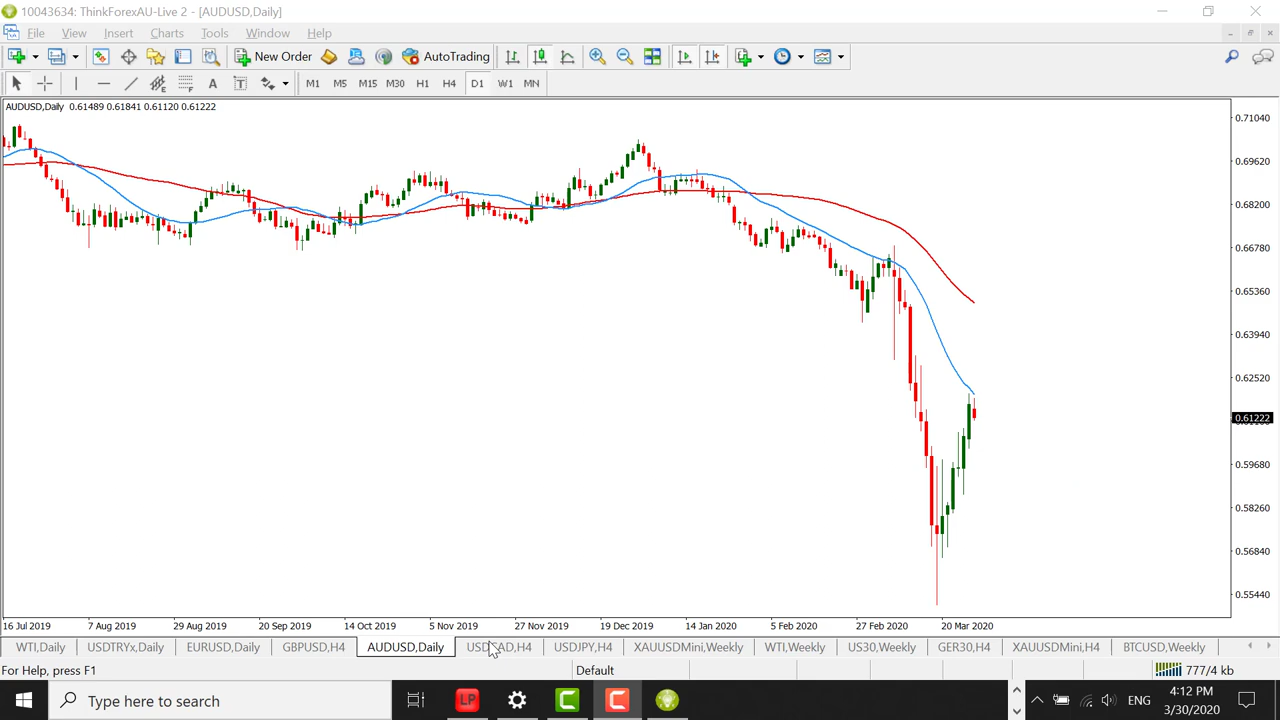 10043634: ThinkForexAU-Live 2 - [AUDUSD,Daily]
File View Insert Charts Tools Window Help
New Order AutoTrading
A T M1 M5 M15 M30 H1 H4 D1 W1 MN
AUDUSD,Daily 0.61489 0.61841 0.61120 0.61222
0.71040
0.69620
0.68200
0.66780
0.65360
0.63940
0.62520
0.61222
0.59680
0.58260
0.56840
0.55440
16 Jul 2019 7 Aug 2019 29 Aug 2019 20 Sep 2019 14 Oct 2019 5 Nov 2019 27 Nov 2019 19 Dec 2019 14 Jan 2020 5 Feb 2020 27 Feb 2020 20 Mar 2020
WTI,Daily USDTRYx,Daily EURUSD,Daily GBPUSD,H4 AUDUSD,Daily USDCAD,H4 USDJPY,H4 XAUUSDMini,Weekly WTI,Weekly US30,Weekly GER30,H4 XAUUSDMini,H4 BTCUSD,Weekly
For Help, press F1 Default 777/4 kb
Type here to search LP ENG 4:12 PM
3/30/2020